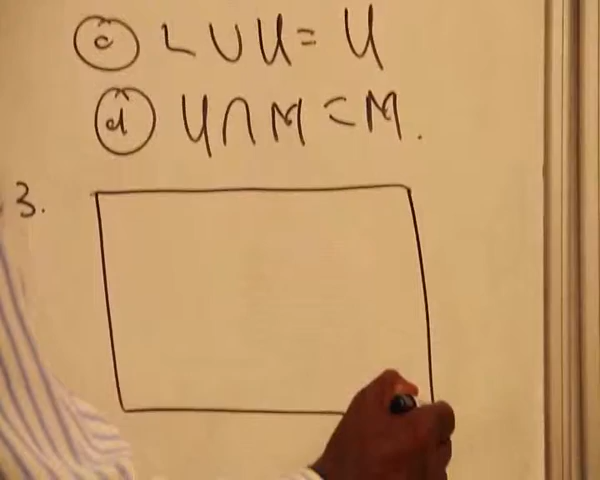 c L ∪ U = U
d U ∩ M = M.
3.